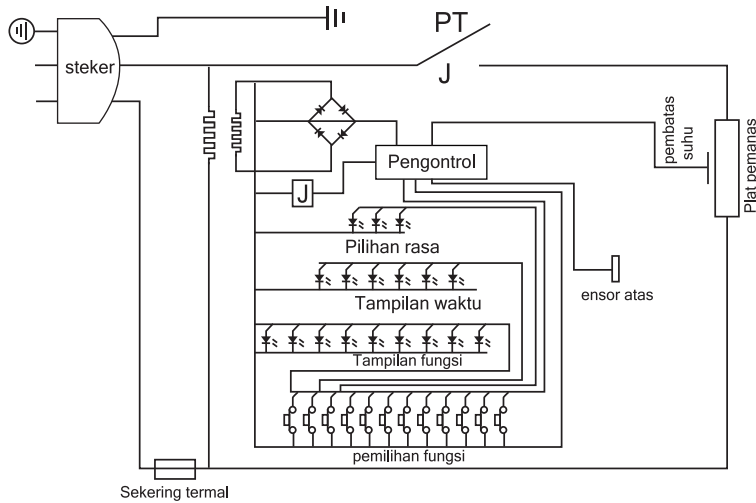 steker
PT
J
Pengontrol
J
pembatas
suhu
Plat pemanas
Pilihan rasa
Tampilan waktu
ensor atas
Tampilan fungsi
pemilihan fungsi
Sekering termal